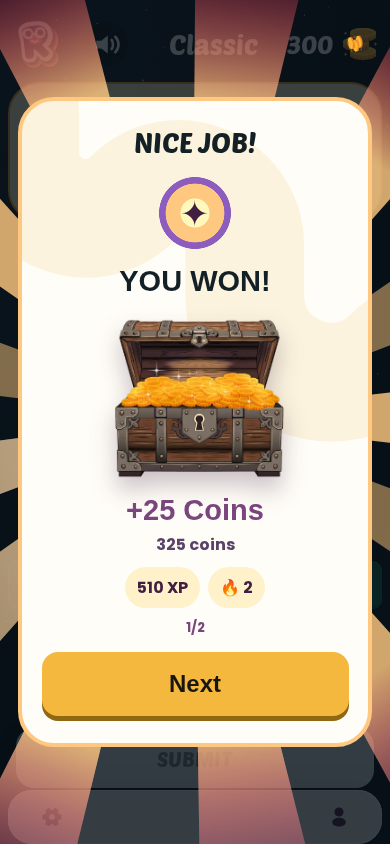 Classic
300
NICE JOB!
YOU WON!
+25 Coins
325 coins
510 XP
🔥 2
1/2
Next
SUBMIT